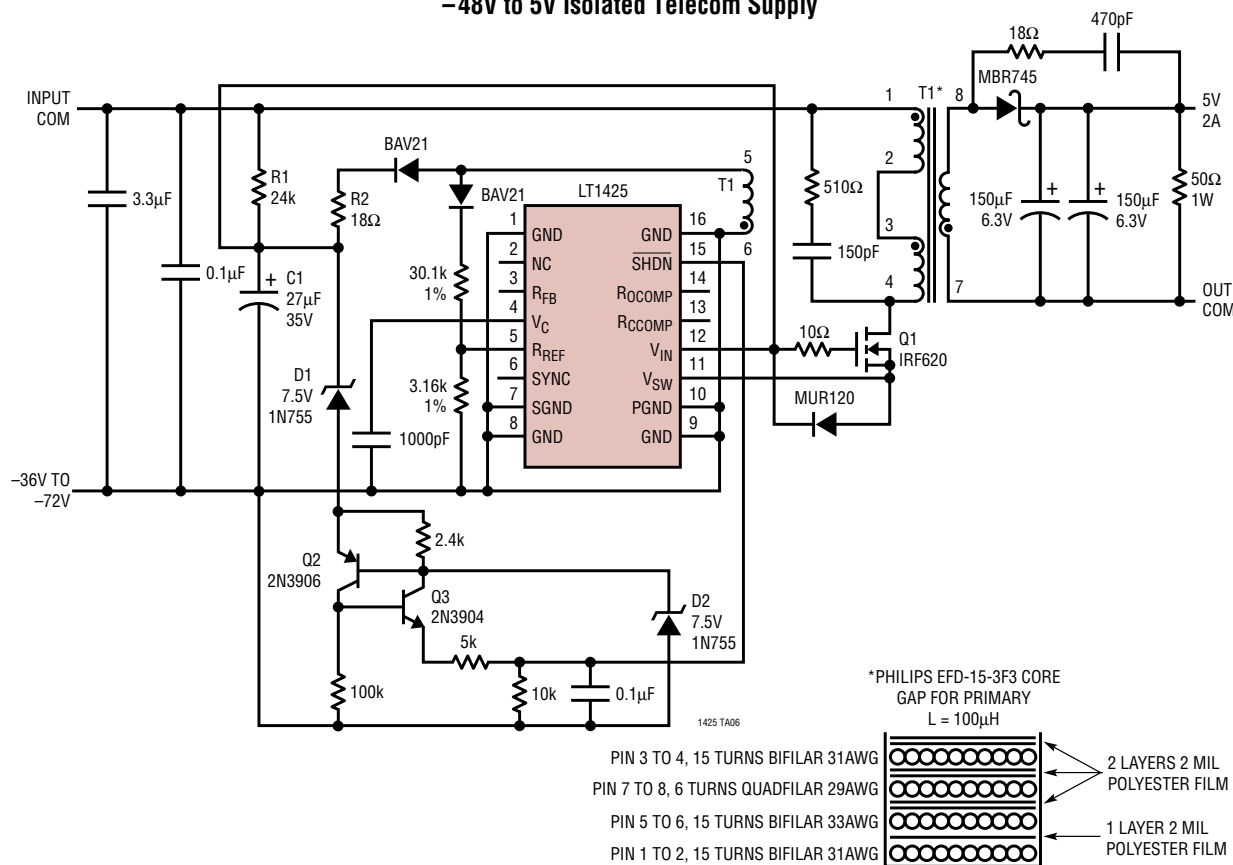 –48V to 5V Isolated Telecom Supply
18Ω
470pF
MBR745
INPUT
COM
1
T1*
8
5V
2A
BAV21
5
2
R1
24k
R2
18Ω
BAV21
LT1425
T1
510Ω
50Ω
1W
3.3µF
150µF
6.3V
+
+
150µF
6.3V
1
GND
GND
16
3
2
NC
SHDN
15
6
150pF
0.1µF
+
C1
27µF
35V
30.1k
1%
3
RFB
ROCOMP
14
4
7
OUT
COM
4
VC
RCCOMP
13
10Ω
Q1
IRF620
5
RREF
VIN
12
D1
7.5V
1N755
3.16k
1%
6
SYNC
VSW
11
7
SGND
PGND
10
MUR120
1000pF
8
GND
GND
9
–36V TO
–72V
2.4k
Q2
2N3906
Q3
2N3904
D2
7.5V
1N755
5k
100k
10k
0.1µF
1425 TA06
*PHILIPS EFD-15-3F3 CORE
GAP FOR PRIMARY
L = 100µH
PIN 3 TO 4, 15 TURNS BIFILAR 31AWG
PIN 7 TO 8, 6 TURNS QUADFILAR 29AWG
2 LAYERS 2 MIL
POLYESTER FILM
PIN 5 TO 6, 15 TURNS BIFILAR 33AWG
PIN 1 TO 2, 15 TURNS BIFILAR 31AWG
1 LAYER 2 MIL
POLYESTER FILM